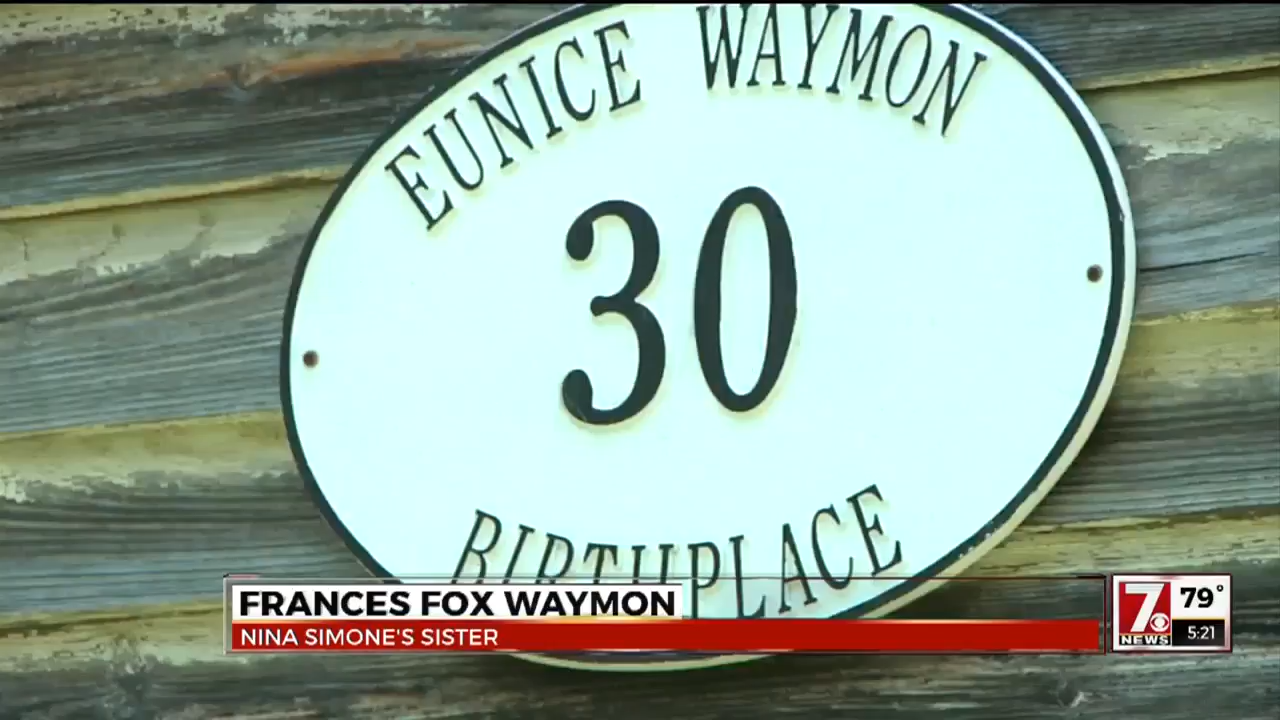 EUNICE WAYMON
30
BIRTHPLACE
FRANCES FOX WAYMON
NINA SIMONE'S SISTER
7
NEWS
79°
5:21